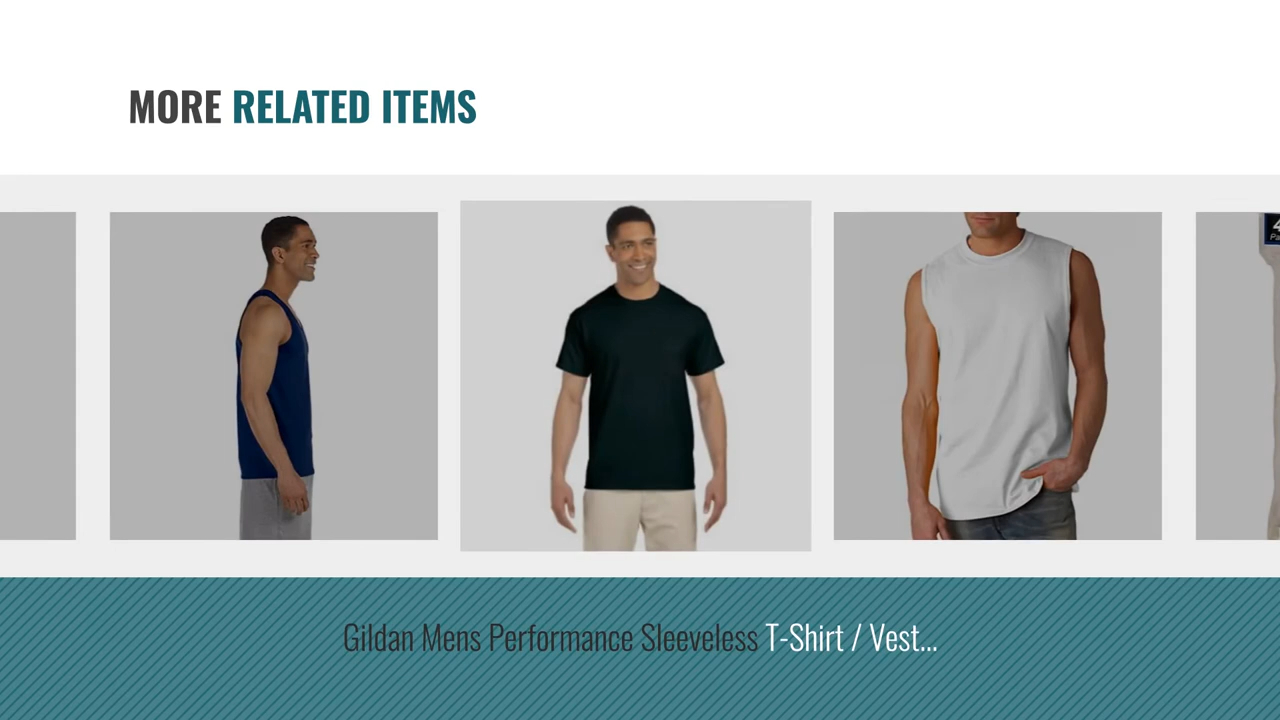 MORE RELATED ITEMS
Gildan Mens Performance Sleeveless T-Shirt / Vest...